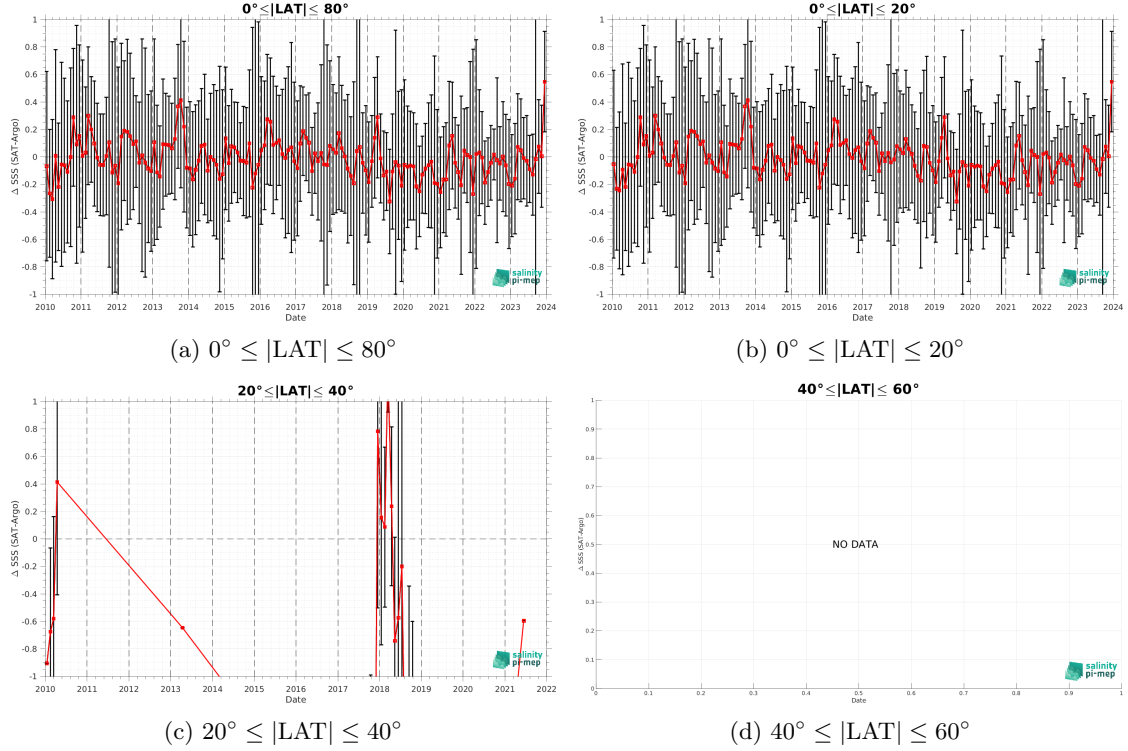 0°≤|LAT|≤ 80°
Δ SSS (SAT-Argo)
1
0.8
0.6
0.4
0.2
0
-0.2
-0.4
-0.6
-0.8
-1
2010 2011 2012 2013 2014 2015 2016 2017 2018 2019 2020 2021 2022 2023 2024
Date
salinity
pi-mep
(a) 0° ≤ |LAT| ≤ 80°
0°≤|LAT|≤ 20°
Δ SSS (SAT-Argo)
1
0.8
0.6
0.4
0.2
0
-0.2
-0.4
-0.6
-0.8
-1
2010 2011 2012 2013 2014 2015 2016 2017 2018 2019 2020 2021 2022 2023 2024
Date
salinity
pi-mep
(b) 0° ≤ |LAT| ≤ 20°
20°≤|LAT|≤ 40°
Δ SSS (SAT-Argo)
1
0.8
0.6
0.4
0.2
0
-0.2
-0.4
-0.6
-0.8
-1
2010 2011 2012 2013 2014 2015 2016 2017 2018 2019 2020 2021 2022
Date
salinity
pi-mep
(c) 20° ≤ |LAT| ≤ 40°
40°≤|LAT|≤ 60°
Δ SSS (SAT-Argo)
1
0.9
0.8
0.7
0.6
0.5
0.4
0.3
0.2
0.1
0
NO DATA
0 0.1 0.2 0.3 0.4 0.5 0.6 0.7 0.8 0.9 1
Date
salinity
pi-mep
(d) 40° ≤ |LAT| ≤ 60°